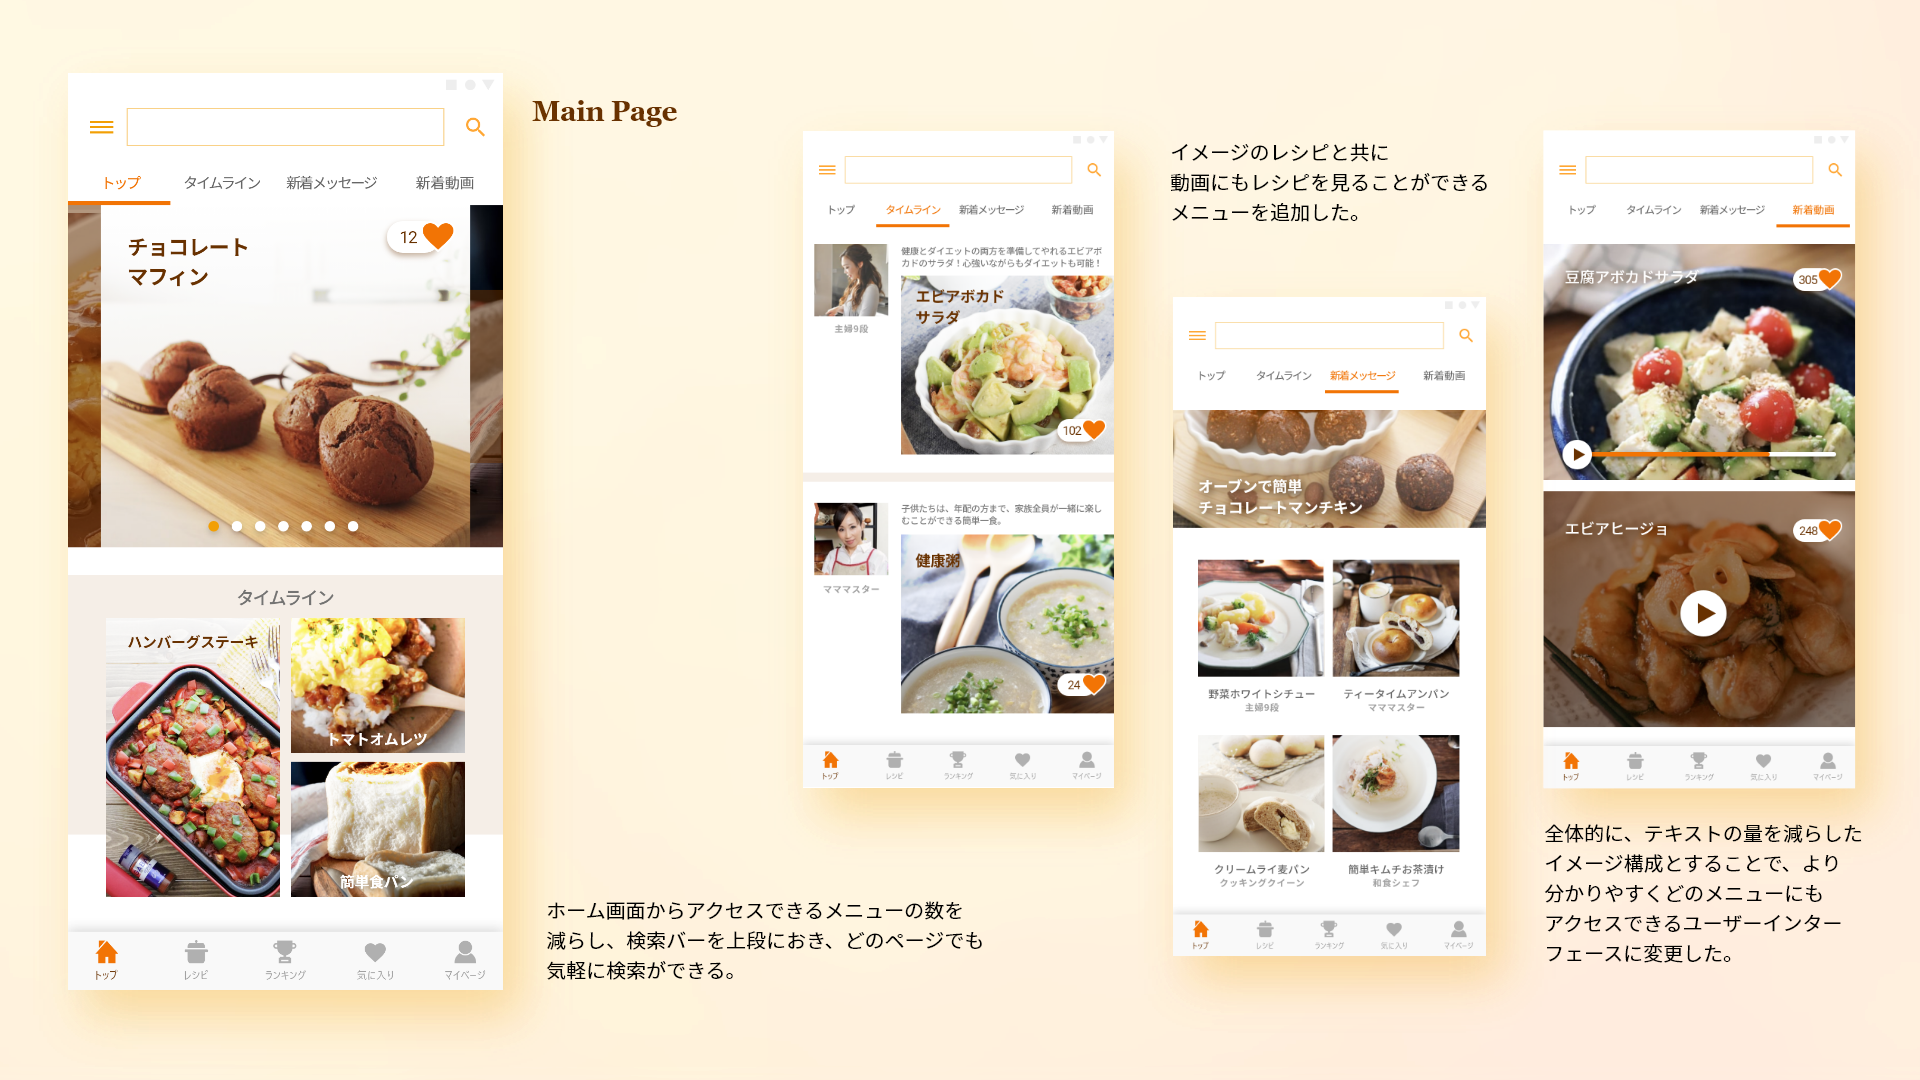 Main Page
トップ
タイムライン
新着メッセージ
新着動画
チョコレート
マフィン
12
タイムライン
ハンバーグステーキ
トマトオムレツ
簡単食パン
トップ
レシピ
ランキング
気に入り
マイページ
ホーム画面からアクセスできるメニューの数を
減らし、検索バーを上段におき、どのページでも
気軽に検索ができる。
トップ
タイムライン
新着メッセージ
新着動画
健康とダイエットの両方を準備してやれるエビアボ
カドのサラダ！心強いながらもダイエットも可能！
主婦9段
エビアボカド
サラダ
102
子供たちは、年配の方まで、家族全員が一緒に楽し
むことができる簡単一食。
ママママスター
健康粥
24
トップ
レシピ
ランキング
気に入り
マイページ
イメージのレシピと共に
動画にもレシピを見ることができる
メニューを追加した。
トップ
タイムライン
新着メッセージ
新着動画
オーブンで簡単
チョコレートマンチキン
野菜ホワイトシチュー
主婦9段
ティータイムアンパン
ママママスター
クリームライ麦パン
クッキングクイーン
簡単キムチお茶漬け
和食シェフ
トップ
レシピ
ランキング
気に入り
マイページ
トップ
タイムライン
新着メッセージ
新着動画
豆腐アボカドサラダ
305
エビアヒージョ
248
トップ
レシピ
ランキング
気に入り
マイページ
全体的に、テキストの量を減らした
イメージ構成とすることで、より
分かりやすくどのメニューにも
アクセスできるユーザーインター
フェースに変更した。